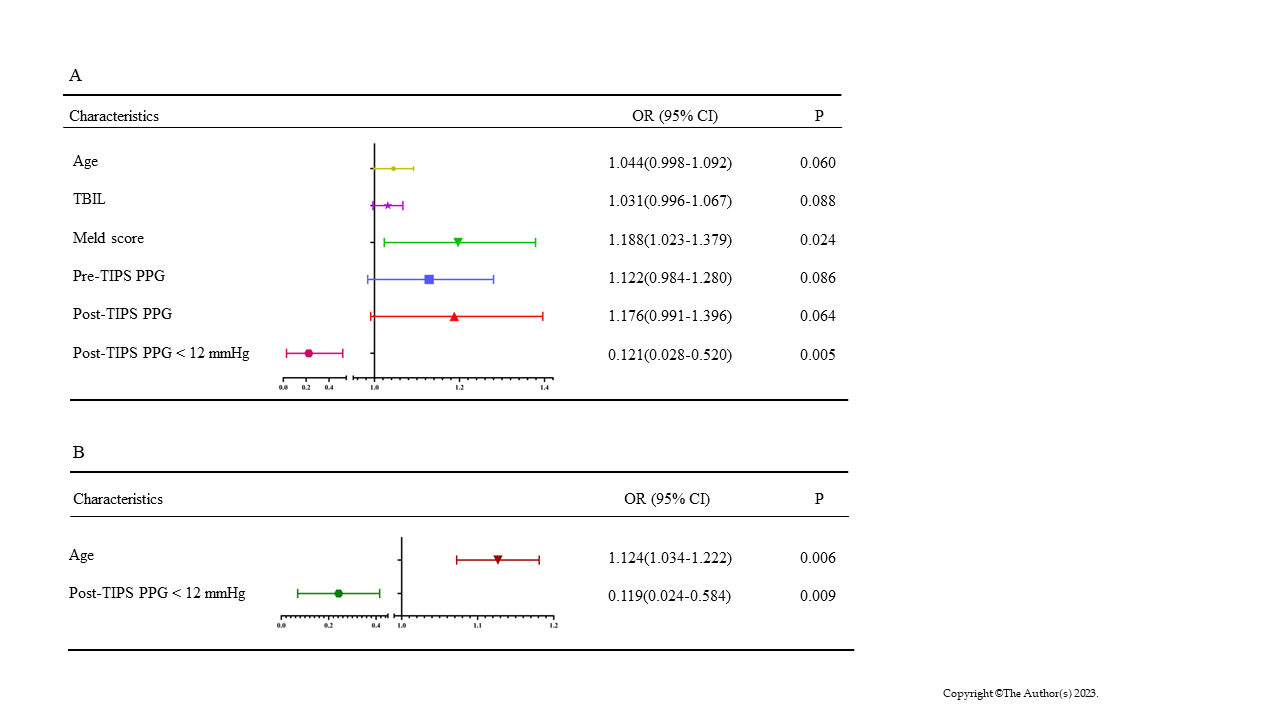 A
Characteristics OR (95% CI) P
Age 1.044(0.998-1.092) 0.060
TBIL 1.031(0.996-1.067) 0.088
Meld score 1.188(1.023-1.379) 0.024
Pre-TIPS PPG 1.122(0.984-1.280) 0.086
Post-TIPS PPG 1.176(0.991-1.396) 0.064
Post-TIPS PPG < 12 mmHg 0.121(0.028-0.520) 0.005
0.0 0.2 0.4 1.0 1.2 1.4
B
Characteristics OR (95% CI) P
Age 1.124(1.034-1.222) 0.006
Post-TIPS PPG < 12 mmHg 0.119(0.024-0.584) 0.009
0.0 0.2 0.4 1.0 1.1 1.2
Copyright ©The Author(s) 2023.